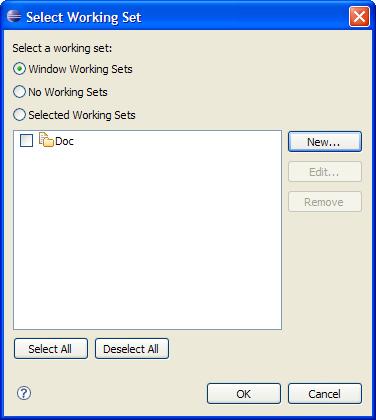 Select Working Set
Select a working set:
Window Working Sets
No Working Sets
Selected Working Sets
Doc
New...
Edit...
Remove
Select All
Deselect All
?
OK
Cancel